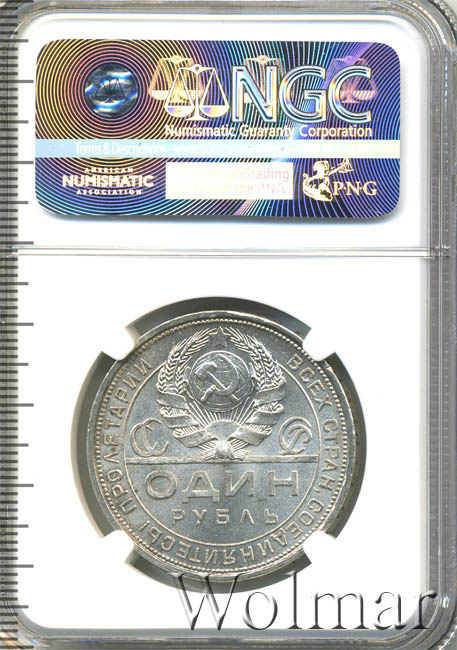 NGC
Numismatic Guaranty Corporation
Terms & Descriptions
AMERICAN
NUMISMATIC
ASSOCIATION
Grading
the ANA
PNG
ПРОЛЕТАРИИ ВСЕХ СТРАН, СОЕДИНЯЙТЕСЬ!
С С С Р
ОДИН
РУБЛЬ
Wolmar